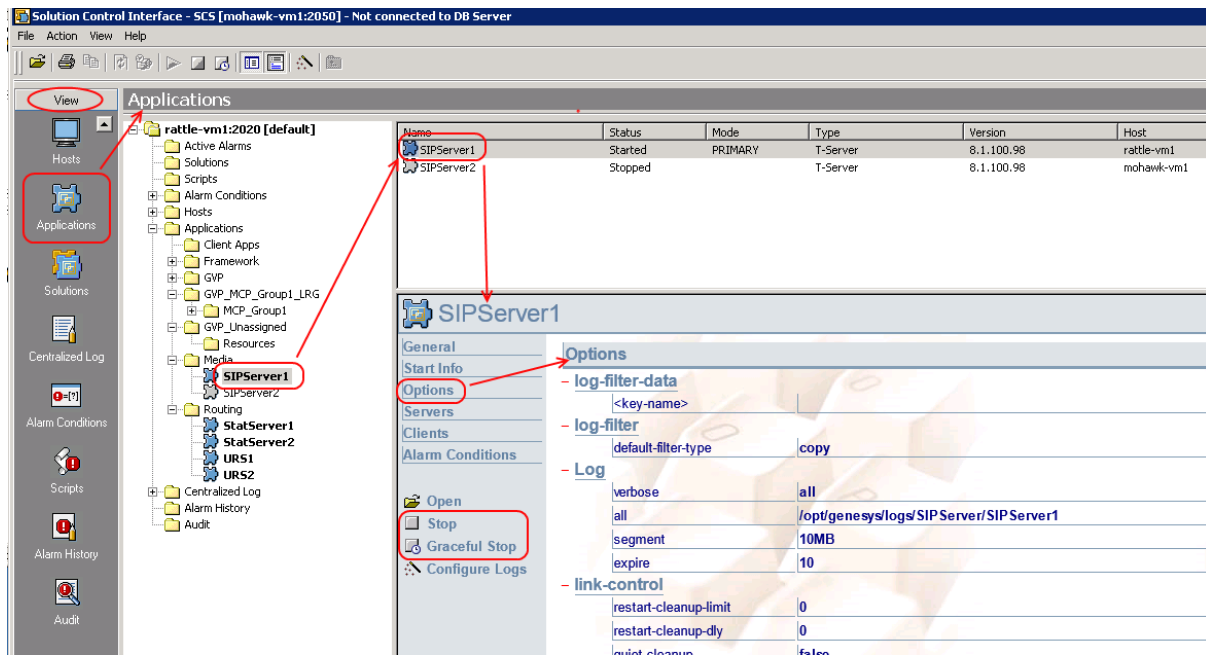 Solution Control Interface - SCS [mohawk-vm1:2050] - Not connected to DB Server
File Action View Help
View
Hosts
Applications
Solutions
Centralized Log
Alarm Conditions
Scripts
Alarm History
Audit
Applications
rattle-vm1:2020 [default]
Active Alarms
Solutions
Scripts
Alarm Conditions
Hosts
Applications
Client Apps
Framework
GVP
GVP_MCP_Group1_LRG
MCP_Group1
GVP_Unassigned
Resources
Media
SIPServer1
SIPServer2
Routing
StatServer1
StatServer2
URS1
URS2
Centralized Log
Alarm History
Audit
Name Status Mode Type Version Host
SIPServer1 Started PRIMARY T-Server 8.1.100.98 rattle-vm1
SIPServer2 Stopped T-Server 8.1.100.98 mohawk-vm1
SIPServer1
General
Start Info
Options
Servers
Clients
Alarm Conditions
Open
Stop
Graceful Stop
Configure Logs
Options
log-filter-data
<key-name>
log-filter
default-filter-type copy
Log
verbose all
all /opt/genesys/logs/SIPServer/SIPServer1
segment 10MB
expire 10
link-control
restart-cleanup-limit 0
restart-cleanup-dly 0
quiet-cleanup false